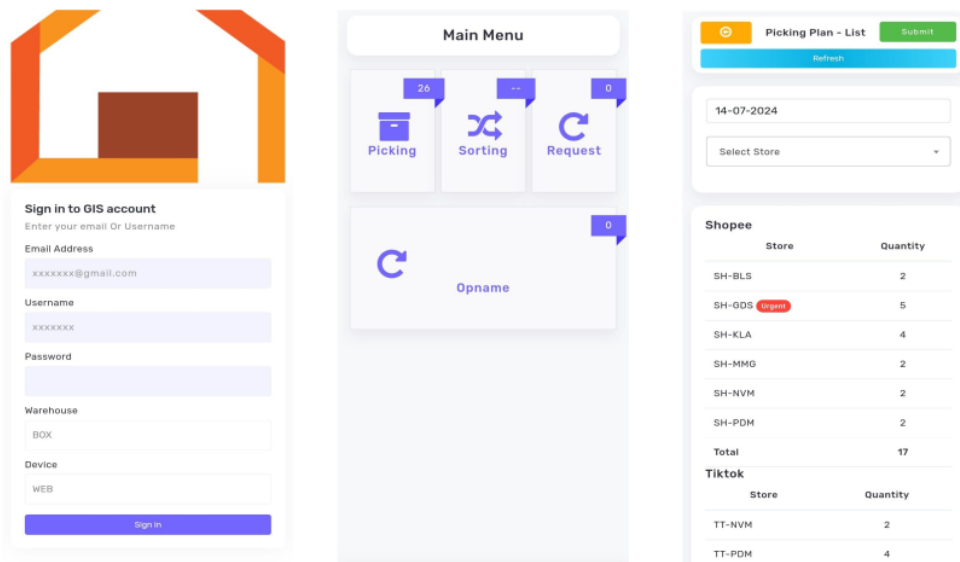 Sign in to GIS account
Enter your email Or Username
Email Address
xxxxxxx@gmail.com
Username
xxxxxxx
Password
Warehouse
BOX
Device
WEB
Sign in
Main Menu
26
Picking
--
Sorting
0
Request
0
Opname
Picking Plan - List
Submit
Refresh
14-07-2024
Select Store
Shopee
Store Quantity
SH-BLS 2
SH-GDS Urgent 5
SH-KLA 4
SH-MMG 2
SH-NVM 2
SH-PDM 2
Total 17
Tiktok
Store Quantity
TT-NVM 2
TT-PDM 4